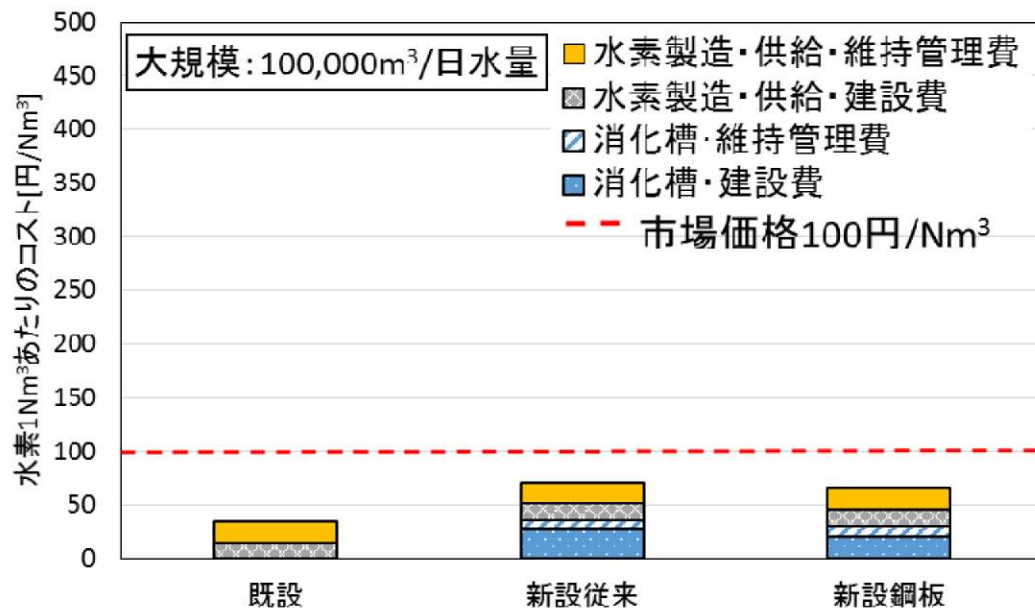 水素1Nm³あたりのコスト[円/Nm³]
500
450
400
350
300
250
200
150
100
50
0
大規模：100,000m³/日水量
水素製造・供給・維持管理費
水素製造・供給・建設費
消化槽・維持管理費
消化槽・建設費
市場価格100円/Nm³
既設
新設従来
新設鋼板